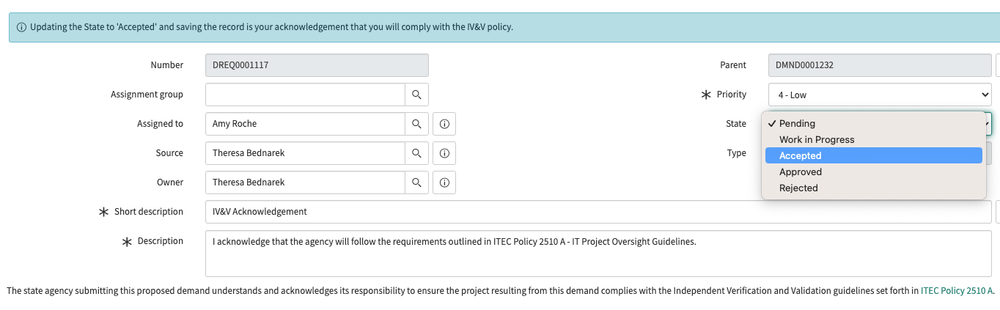 Updating the State to 'Accepted' and saving the record is your acknowledgement that you will comply with the IV&V policy.
Number DREQ0001117 Parent DMND0001232
Assignment group Priority 4 - Low
Assigned to Amy Roche State Pending
Work in Progress
Source Theresa Bednarek Type Accepted
Approved
Owner Theresa Bednarek Rejected
Short description IV&V Acknowledgement
Description I acknowledge that the agency will follow the requirements outlined in ITEC Policy 2510 A - IT Project Oversight Guidelines.
The state agency submitting this proposed demand understands and acknowledges its responsibility to ensure the project resulting from this demand complies with the Independent Verification and Validation guidelines set forth in ITEC Policy 2510 A.